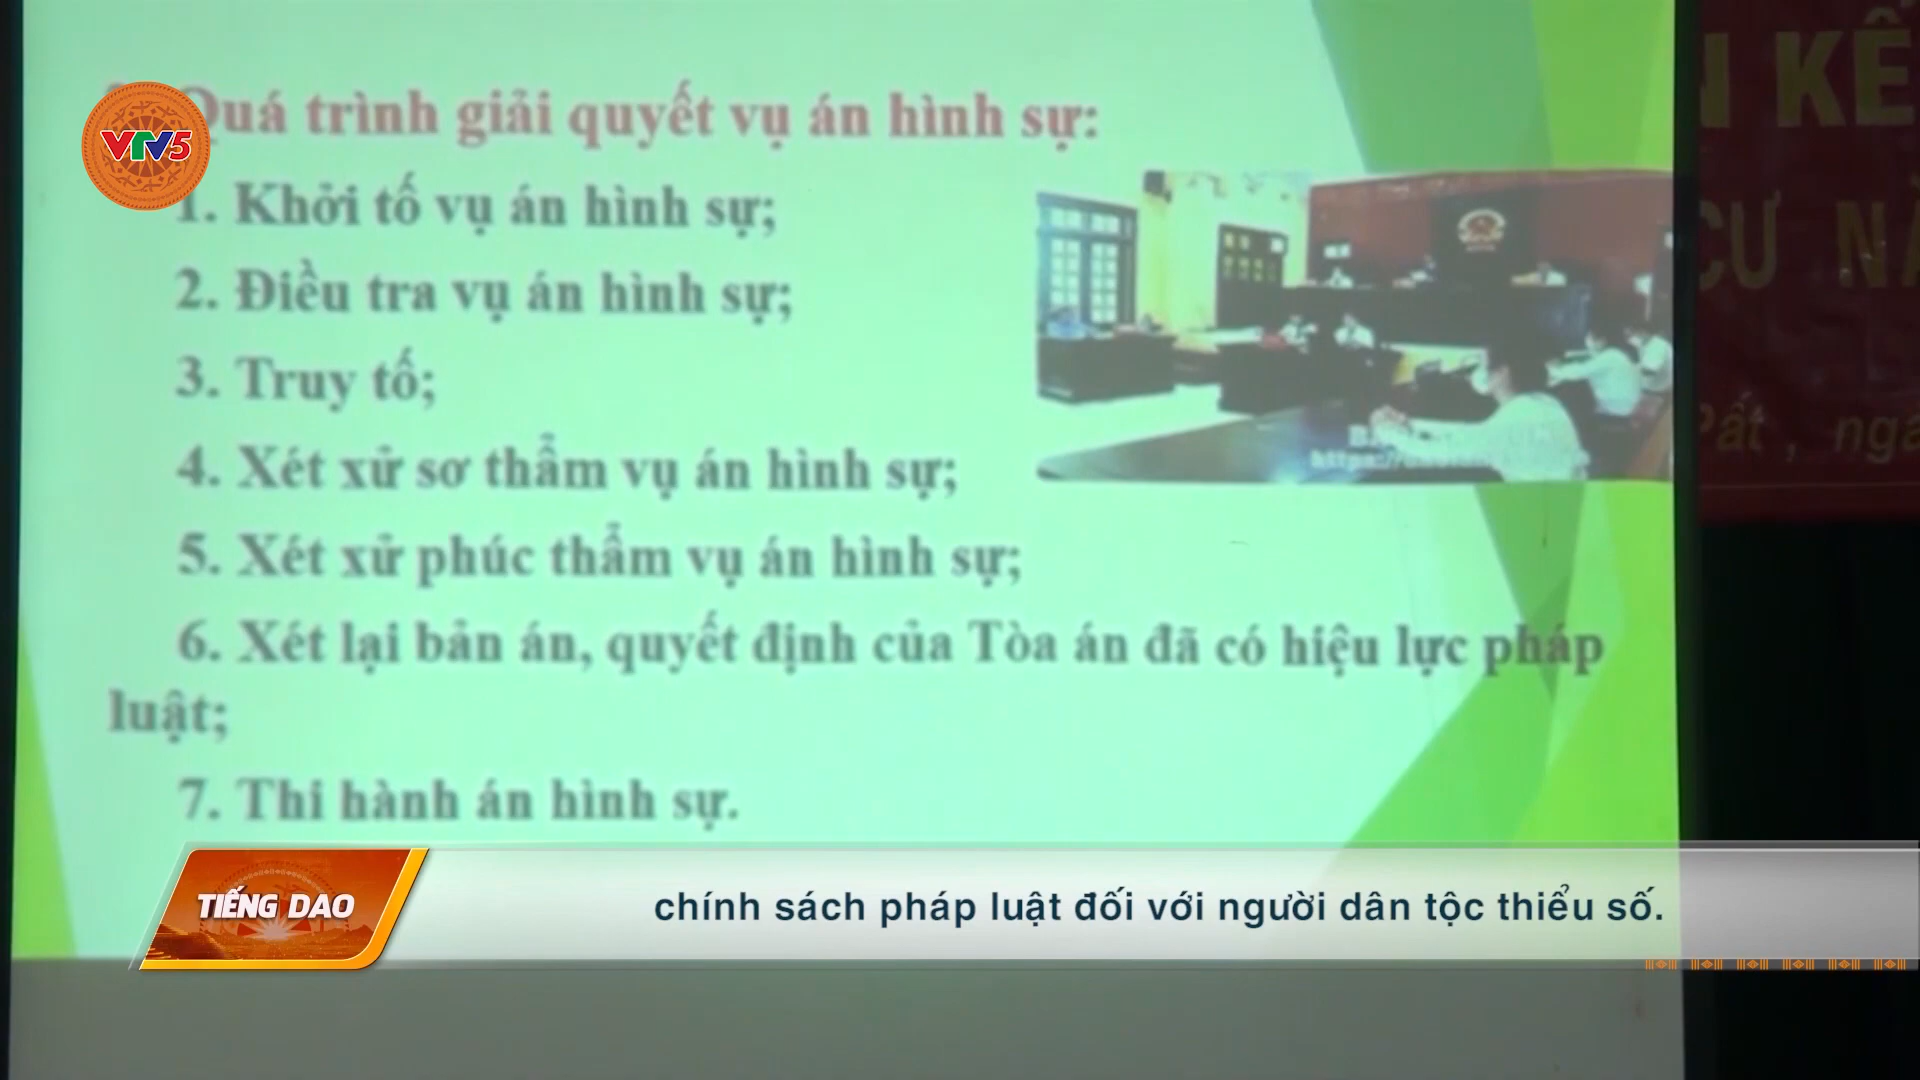 VTV5
Quá trình giải quyết vụ án hình sự:
1. Khởi tố vụ án hình sự;
2. Điều tra vụ án hình sự;
3. Truy tố;
4. Xét xử sơ thẩm vụ án hình sự;
5. Xét xử phúc thẩm vụ án hình sự;
6. Xét lại bản án, quyết định của Tòa án đã có hiệu lực pháp
luật;
7. Thi hành án hình sự.
KẾ
CƯ
TIẾNG DAO
chính sách pháp luật đối với người dân tộc thiểu số.